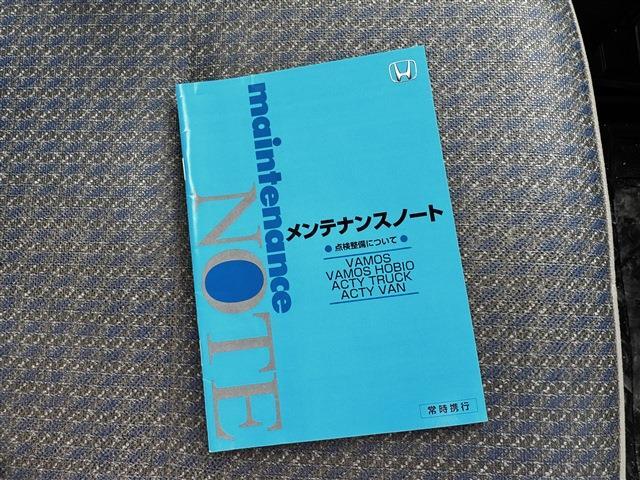 maintenance
NOTE
メンテナンスノート
● 点検整備について ●
VAMOS
VAMOS HOBIO
ACTY TRUCK
ACTY VAN
常時携行